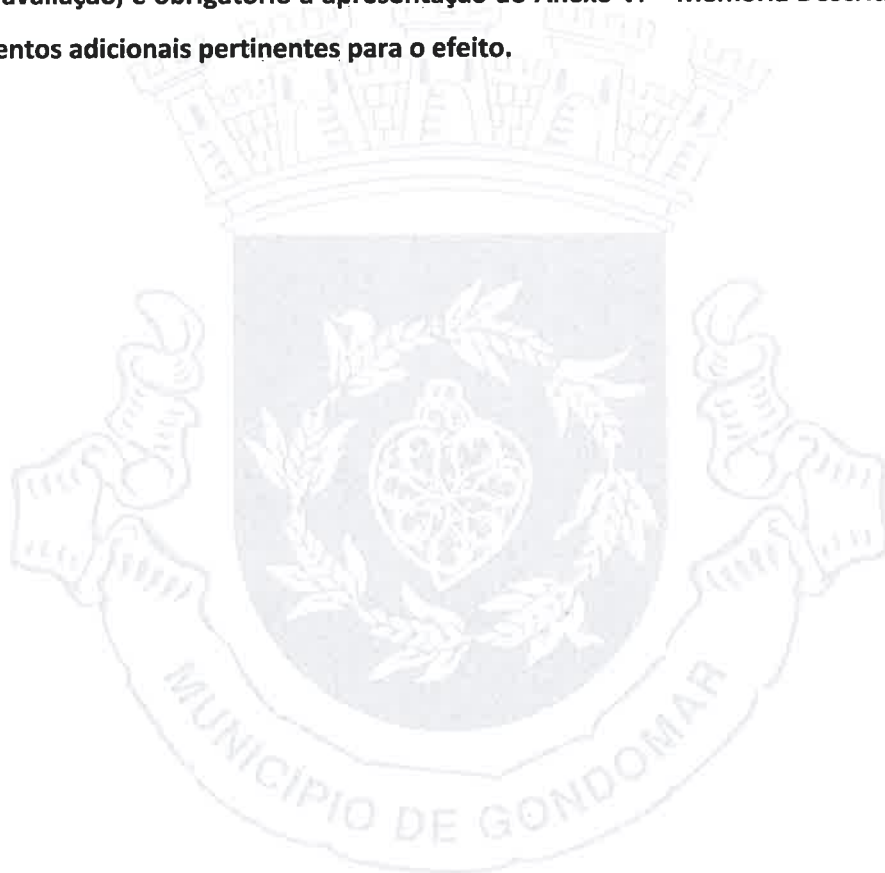 avaliação) é obrigatório a apresentação do Anexo
entos adicionais pertinentes para o efeito.
MUNICÍPIO DE GONDOMAR